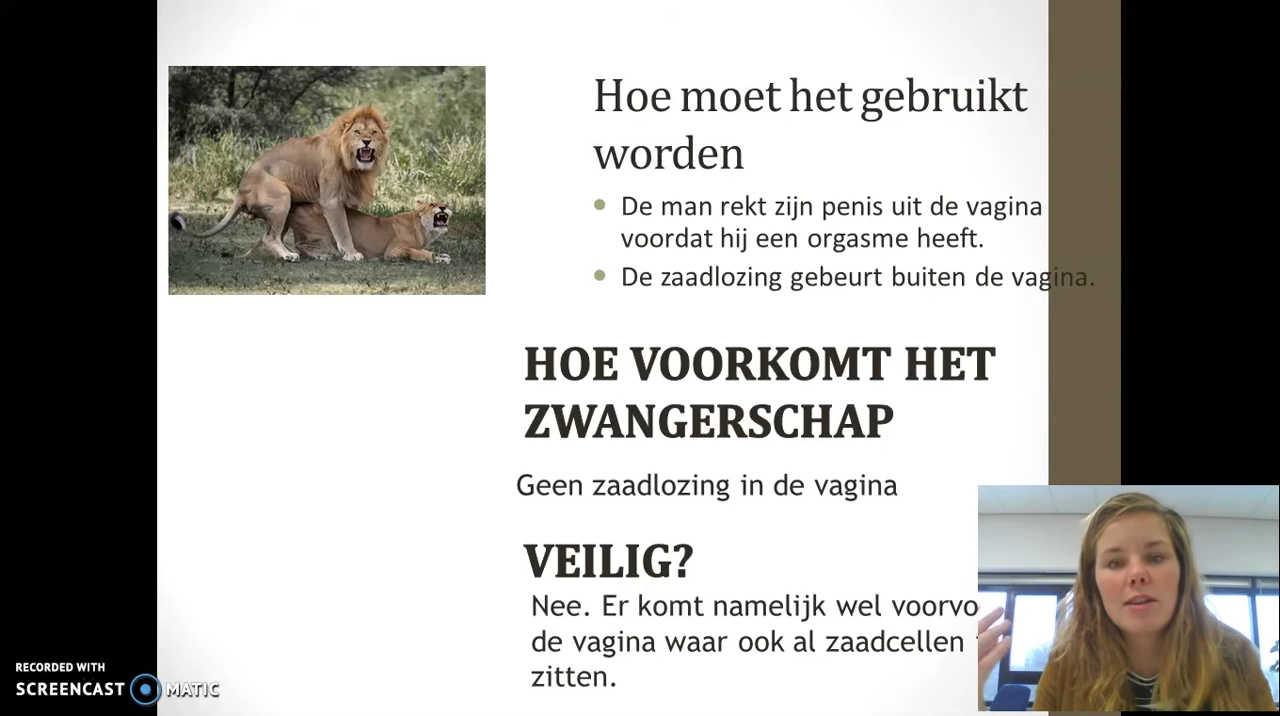 Hoe moet het gebruikt
worden
De man rekt zijn penis uit de vagina
voordat hij een orgasme heeft.
De zaadlozing gebeurt buiten de vagina.
HOE VOORKOMT HET
ZWANGERSCHAP
Geen zaadlozing in de vagina
VEILIG?
Nee. Er komt namelijk wel
de vagina waar ook al zaadcellen
zitten.
RECORDED WITH
SCREENCAST MATIC